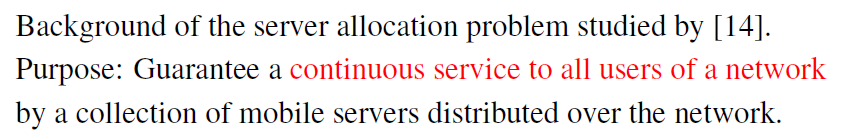 Background of the server allocation problem studied by [14].
Purpose: Guarantee a continuous service to all users of a network
by a collection of mobile servers distributed over the network.